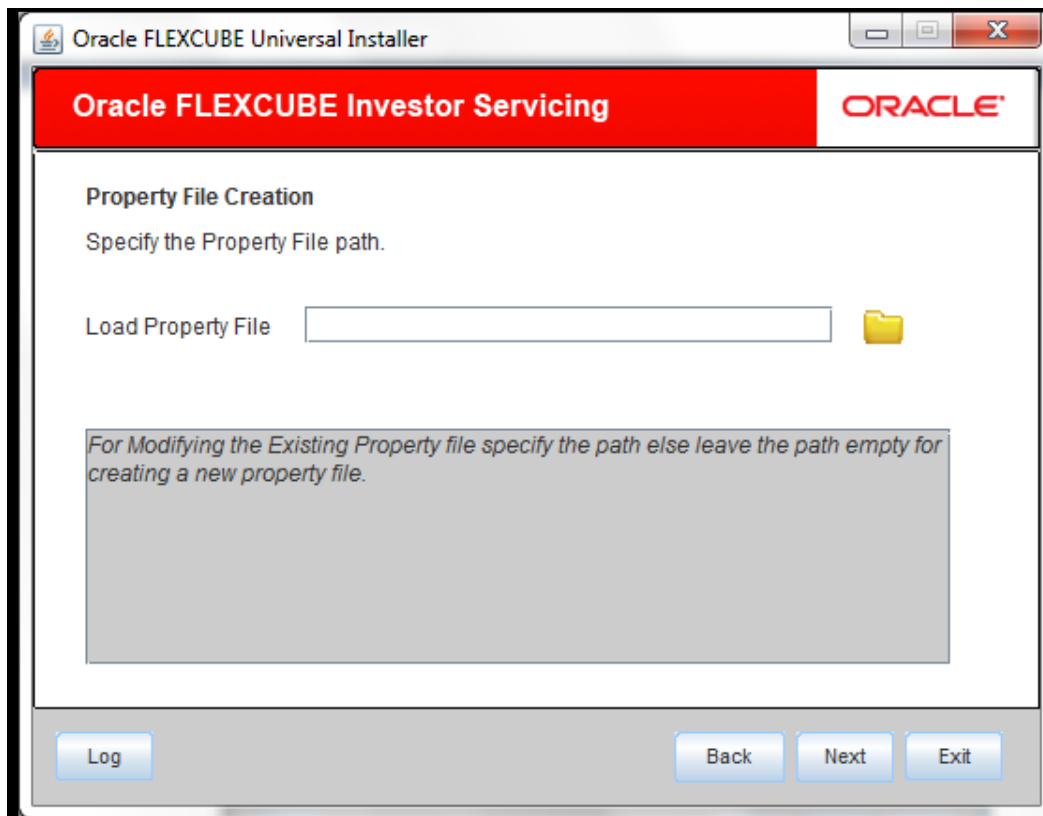 Oracle FLEXCUBE Universal Installer
Oracle FLEXCUBE Investor Servicing
ORACLE
Property File Creation
Specify the Property File path.
Load Property File
For Modifying the Existing Property file specify the path else leave the path empty for
creating a new property file.
Log
Back
Next
Exit